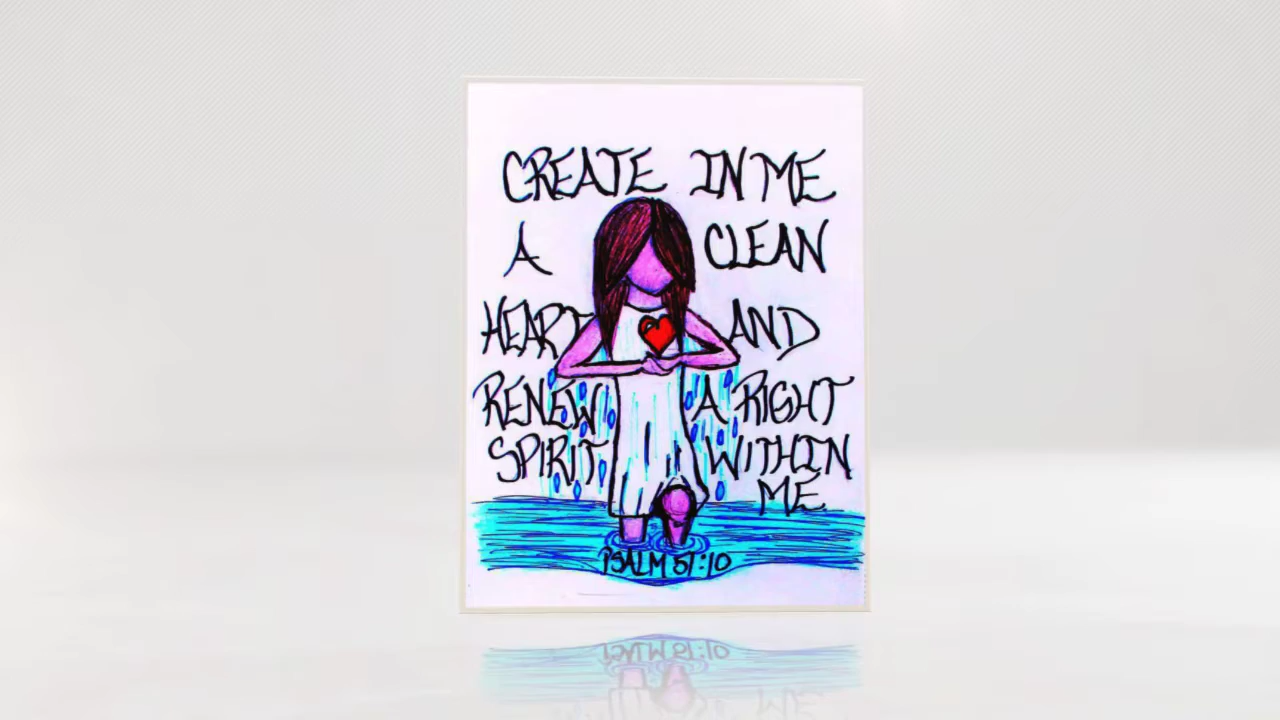 CREATE IN ME
A CLEAN
HEART AND
RENEW A RIGHT
SPIRIT WITHIN
ME
PSALM 51:10